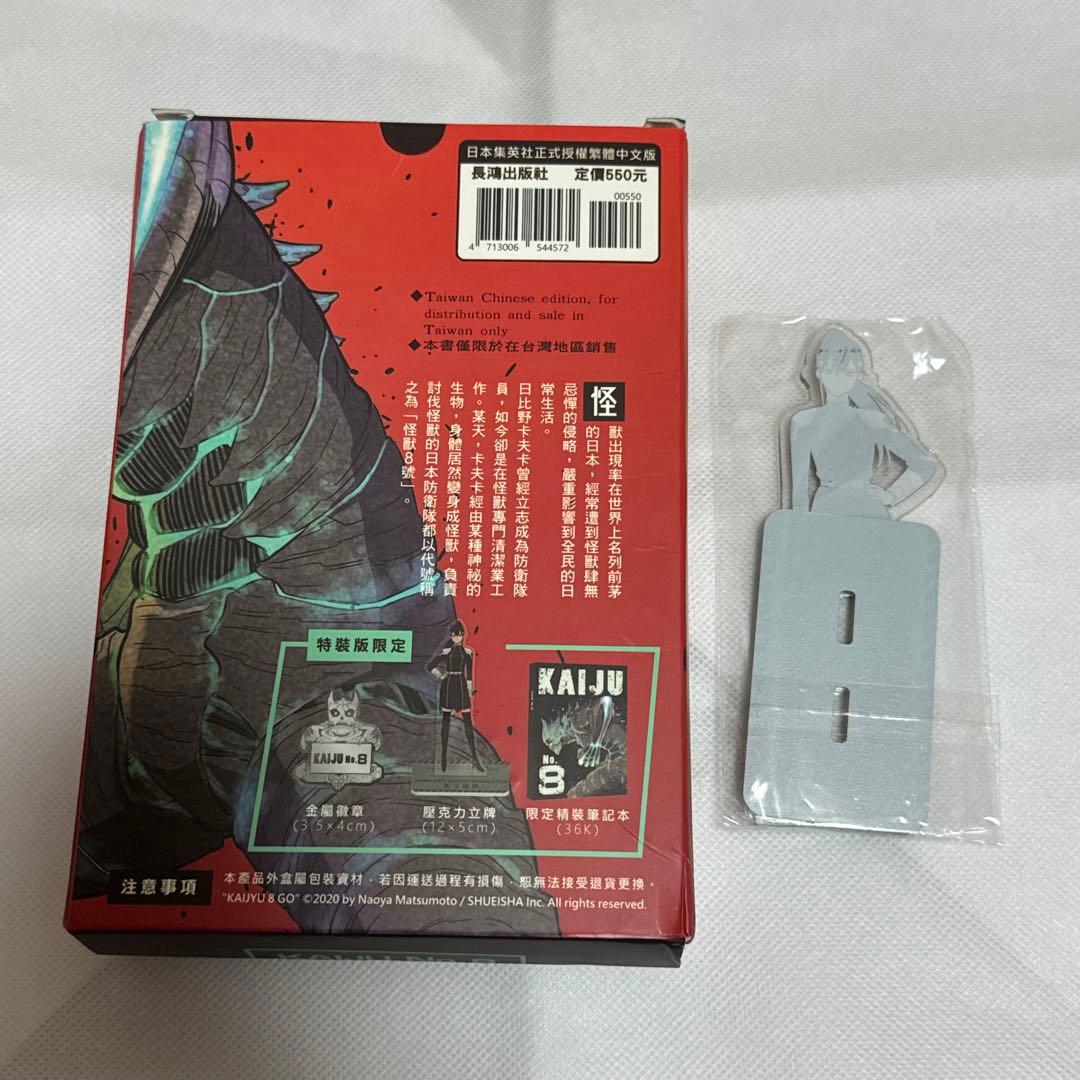 日本集英社正式授權繁體中文版
長鴻出版社 定價550元
00550
4 713006 544572
◆Taiwan Chinese edition, for
distribution and sale in
Taiwan only
◆本書僅限於在台灣地區銷售
怪獸出現率在世界上名列前茅
的日本，經常遭到怪獸肆無
忌憚的侵略，嚴重影響到全民的日
常生活。
日比野卡夫卡曾經立志成為防衛隊
員，如今卻是在怪獸專門清潔業工
作。某天，卡夫卡經由某種神祕的
生物，身體居然變身成怪獸，負責
討伐怪獸的日本防衛隊都以代號稱
之為「怪獸8號」。
特裝版限定
KAIJU No.8
金屬徽章
(3.5×4cm)
壓克力立牌
(12×5cm)
KAIJU
No.
8
限定精裝筆記本
(36K)
注意事項
本產品外盒屬包裝資材，若因運送過程有損傷，恕無法接受退貨更換。
"KAIJYU 8 GO" ©2020 by Naoya Matsumoto / SHUEISHA Inc. All rights reserved.